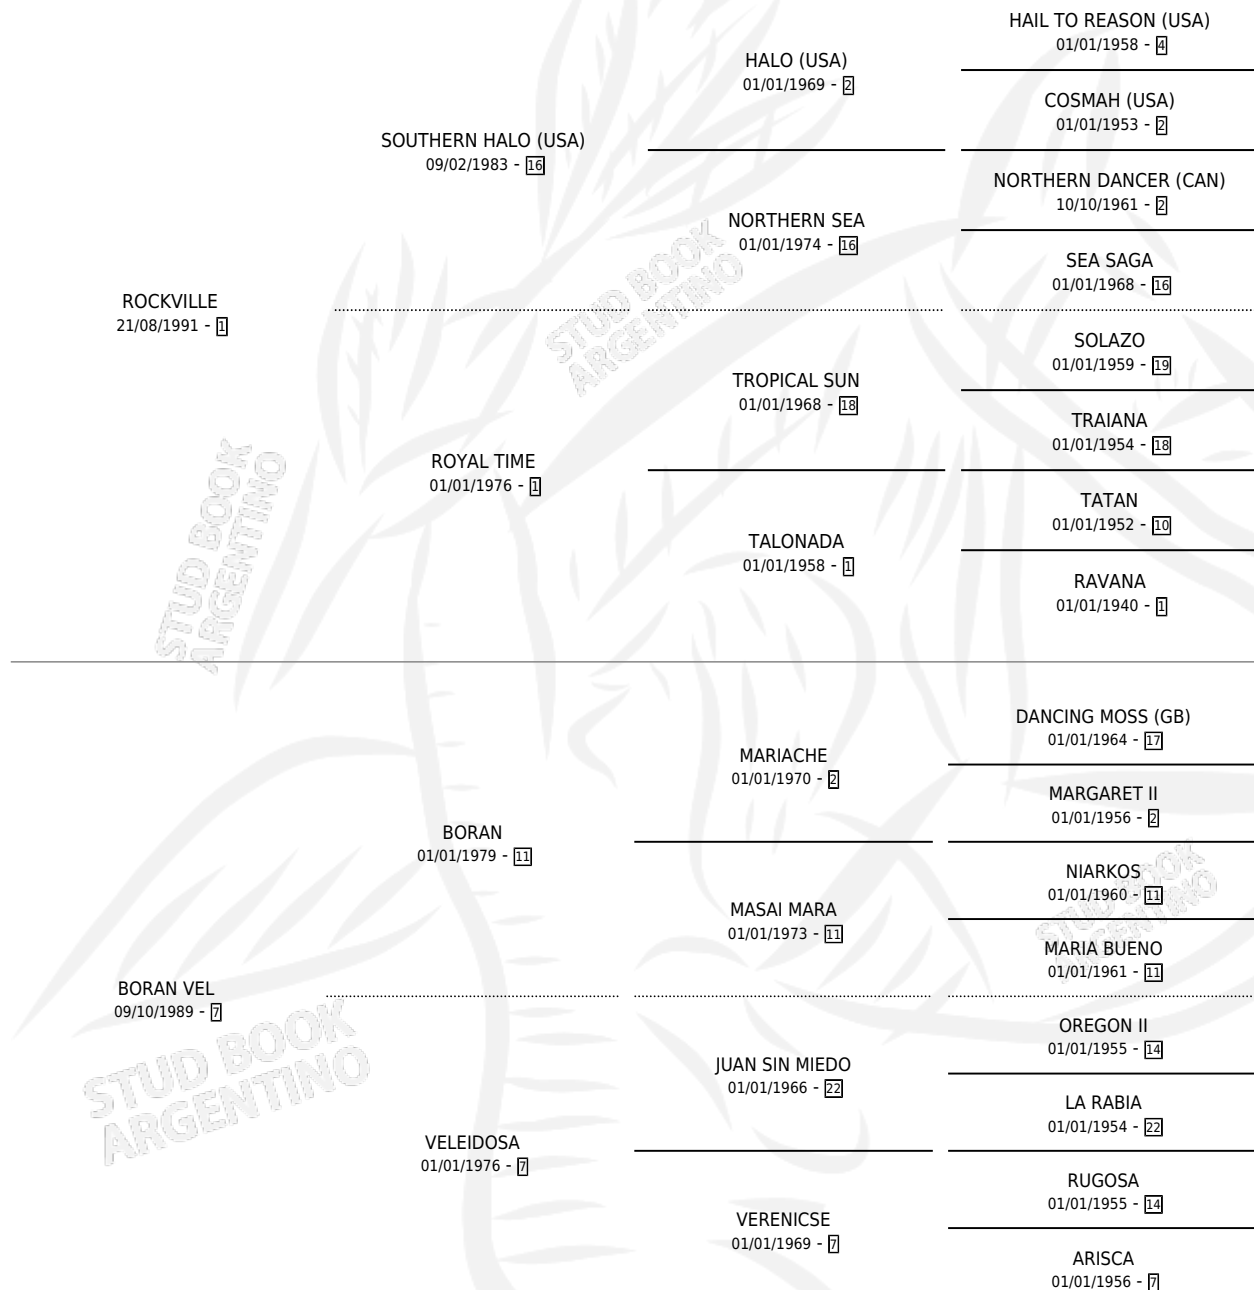 HAIL TO REASON (USA)
01/01/1958 - 4
HALO (USA)
01/01/1969 - 2
COSMAH (USA)
01/01/1953 - 2
SOUTHERN HALO (USA)
09/02/1983 - 16
NORTHERN DANCER (CAN)
10/10/1961 - 2
NORTHERN SEA
01/01/1974 - 16
SEA SAGA
01/01/1968 - 16
ROCKVILLE
21/08/1991 - 1
SOLAZO
01/01/1959 - 19
TROPICAL SUN
01/01/1968 - 18
TRAIANA
01/01/1954 - 18
ROYAL TIME
01/01/1976 - 1
TATAN
01/01/1952 - 10
TALONADA
01/01/1958 - 1
RAVANA
01/01/1940 - 1
DANCING MOSS (GB)
01/01/1964 - 17
MARIACHE
01/01/1970 - 2
MARGARET II
01/01/1956 - 2
BORAN
01/01/1979 - 11
NIARKOS
01/01/1960 - 11
MASAI MARA
01/01/1973 - 11
MARIA BUENO
01/01/1961 - 11
BORAN VEL
09/10/1989 - 7
OREGON II
01/01/1955 - 14
JUAN SIN MIEDO
01/01/1966 - 22
LA RABIA
01/01/1954 - 22
VELEIDOSA
01/01/1976 - 7
RUGOSA
01/01/1955 - 14
VERENICSE
01/01/1969 - 7
ARISCA
01/01/1956 - 7
STUD BOOK
ARGENTINO
STUD BOOK
ARGENTINO
STUD BOOK
ARGENTINO
STUD BOOK
ARGENTINO